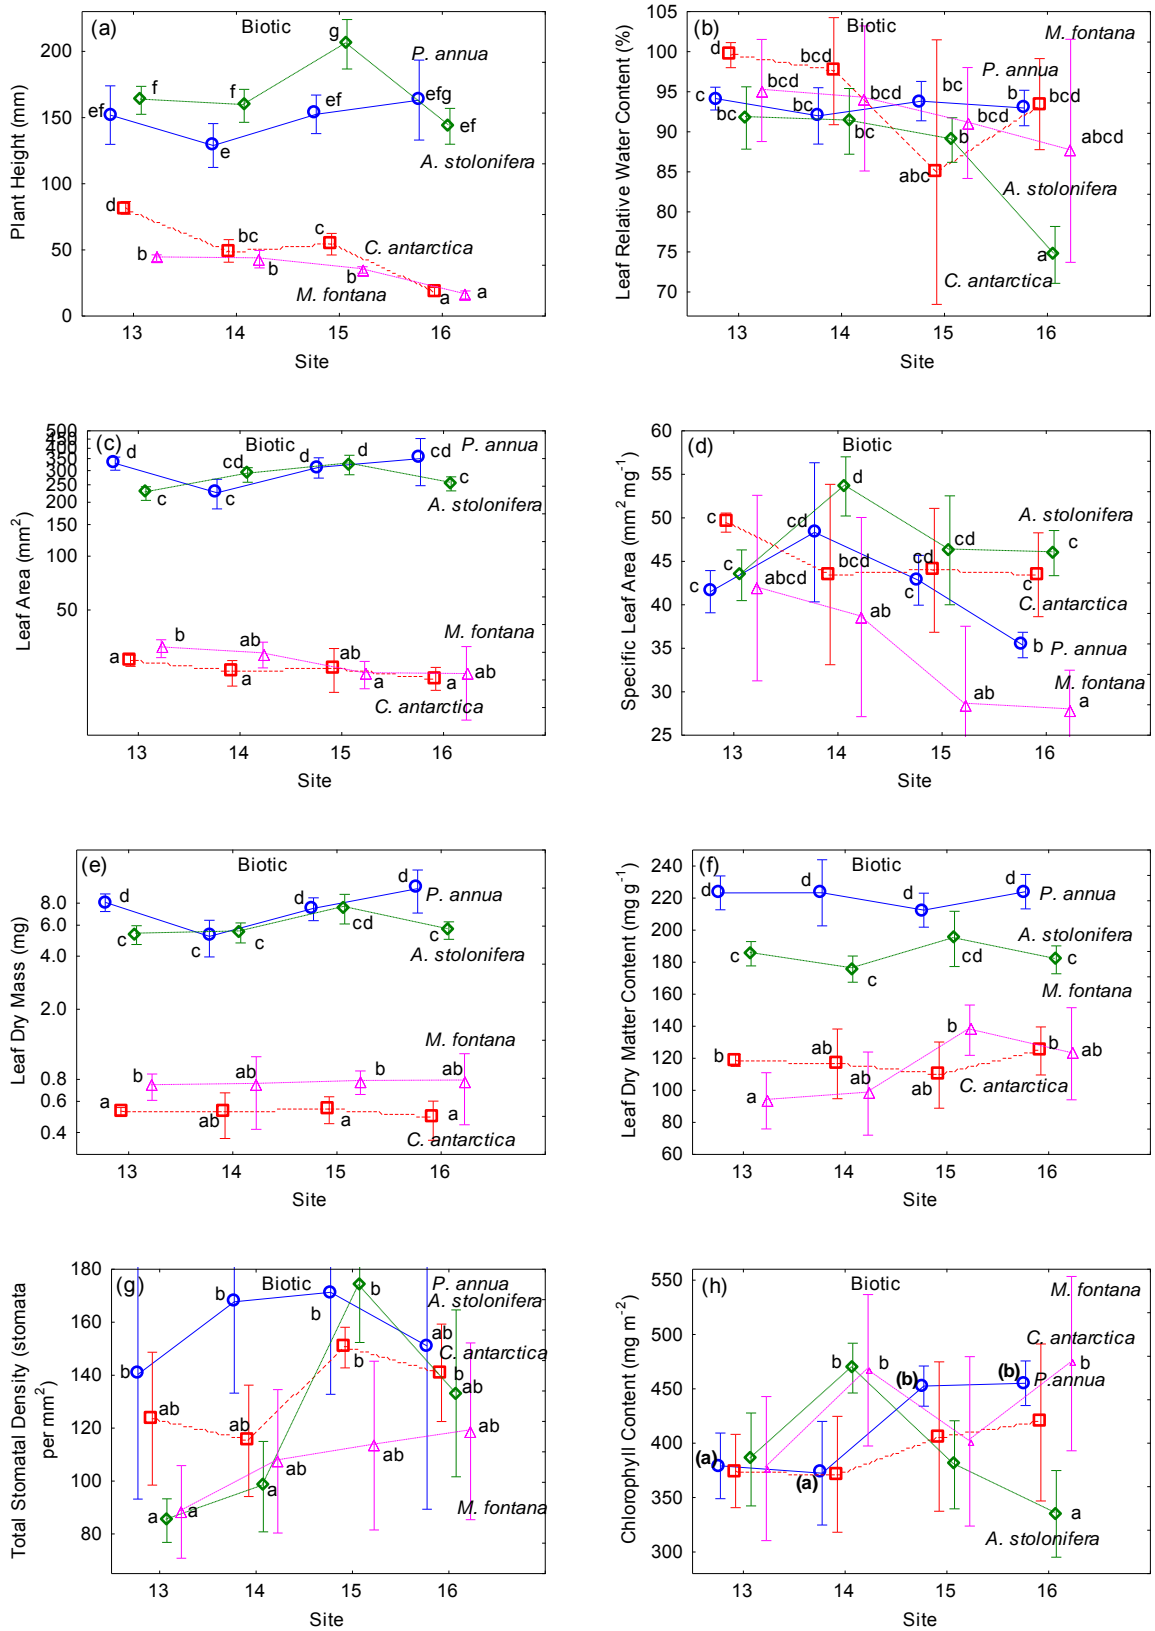 (a)
Biotic
Plant Height (mm)
200
150
100
50
0
g
P. annua
f
f
ef
ef
efg
e
ef
A. stolonifera
d
bc
c
C. antarctica
b
b
b
M. fontana
a
a
13 14 15 16
Site
(b)
Biotic
Leaf Relative Water Content (%)
105
100
95
90
85
80
75
70
M. fontana
d
bcd
P. annua
bcd
bcd
bc
b
bcd
c
bc
bc
bc
b
bcd
abcd
abc
A. stolonifera
a
C. antarctica
13 14 15 16
Site
(c)
Biotic
Leaf Area (mm²)
500
450
400
350
300
250
200
150
100
50
P. annua
d
cd
d
d
cd
c
c
c
A. stolonifera
M. fontana
b
ab
ab
a
a
a
a
ab
C. antarctica
13 14 15 16
Site
(d)
Biotic
Specific Leaf Area (mm² mg⁻¹)
60
55
50
45
40
35
30
25
d
A. stolonifera
c
cd
cd
cd
c
c
bcd
c
abcd
c
c
C. antarctica
ab
b
P. annua
M. fontana
ab
a
13 14 15 16
Site
(e)
Biotic
Leaf Dry Mass (mg)
8.0
6.0
4.0
2.0
0.8
0.6
0.4
d
d
d
P. annua
c
c
c
cd
c
A. stolonifera
M. fontana
b
ab
b
ab
a
ab
a
a
C. antarctica
13 14 15 16
Site
(f)
Biotic
Leaf Dry Matter Content (mg g⁻¹)
240
220
200
180
160
140
120
100
80
60
d
d
d
d
P. annua
A. stolonifera
c
c
cd
c
M. fontana
b
ab
b
b
ab
a
ab
ab
C. antarctica
13 14 15 16
Site
(g)
Biotic
Total Stomatal Density (stomata
per mm²)
180
160
140
120
100
80
P. annua
A. stolonifera
b
b
b
b
ab
C. antarctica
b
ab
ab
ab
ab
ab
ab
a
a
a
M. fontana
13 14 15 16
Site
(h)
Biotic
Chlorophyll Content (mg m⁻²)
550
500
450
400
350
300
M. fontana
C. antarctica
b
b
b
(b)
(b)
P.annua
(a)
(a)
a
A. stolonifera
13 14 15 16
Site